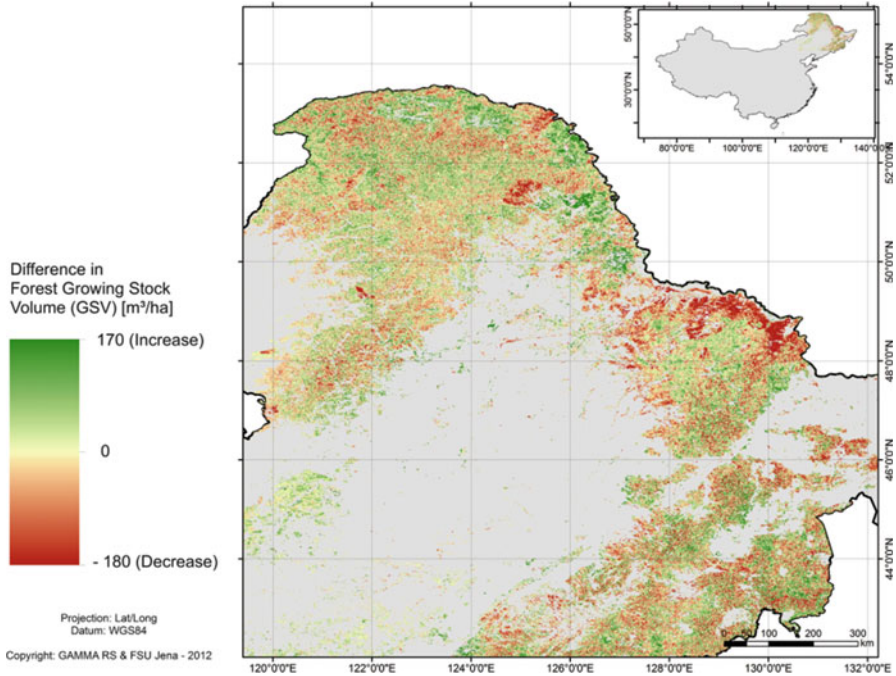 Difference in
Forest Growing Stock
Volume (GSV) [m³/ha]
170 (Increase)
0
- 180 (Decrease)
Projection: Lat/Long
Datum: WGS84
Copyright: GAMMA RS & FSU Jena - 2012
50°0'0"N
30°0'0"N
80°0'0"E
100°0'0"E
120°0'0"E
140°0'0"E
54°0'0"N
52°0'0"N
50°0'0"N
48°0'0"N
46°0'0"N
44°0'0"N
0 50 100 200 300
km
120°0'0"E
122°0'0"E
124°0'0"E
126°0'0"E
128°0'0"E
130°0'0"E
132°0'0"E